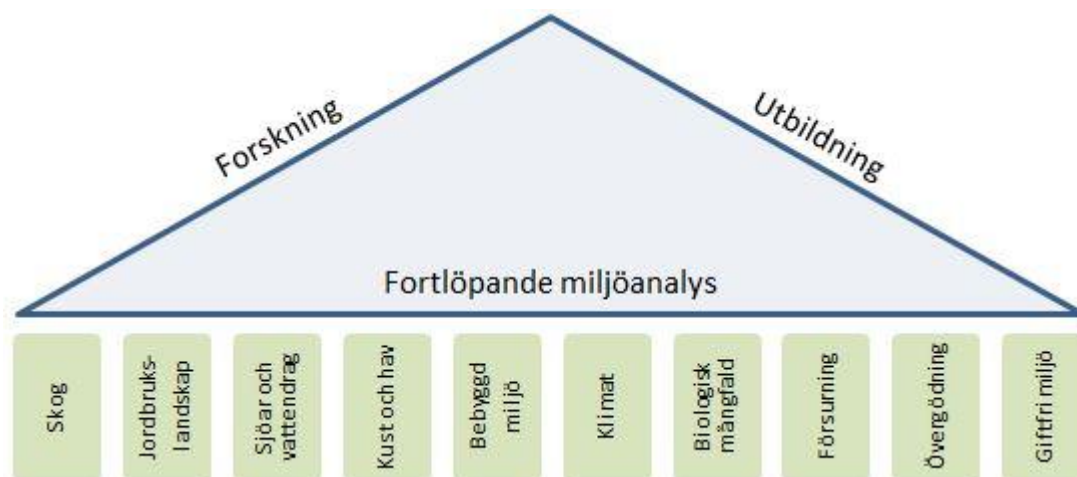 Forskning
Utbildning
Fortlöpande miljöanalys
Skog
Jordbruks-
landskap
Sjöar och
vattendrag
Kust och hav
Bebyggd
miljö
Klimat
Biologisk
mångfald
Försurning
Övergödning
Giftfri miljö